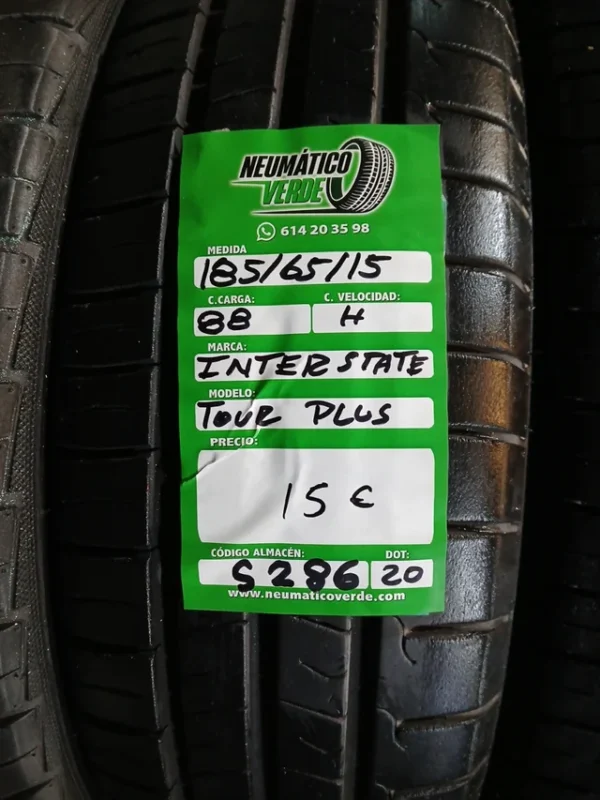 NEUMÁTICO
VERDE
614 20 35 98
MEDIDA
185/65/15
C.CARGA: C. VELOCIDAD:
88 H
MARCA:
INTERSTATE
MODELO:
TOUR PLUS
PRECIO:
15 €
CÓDIGO ALMACÉN: DOT:
S286 20
www.neumaticoverde.com